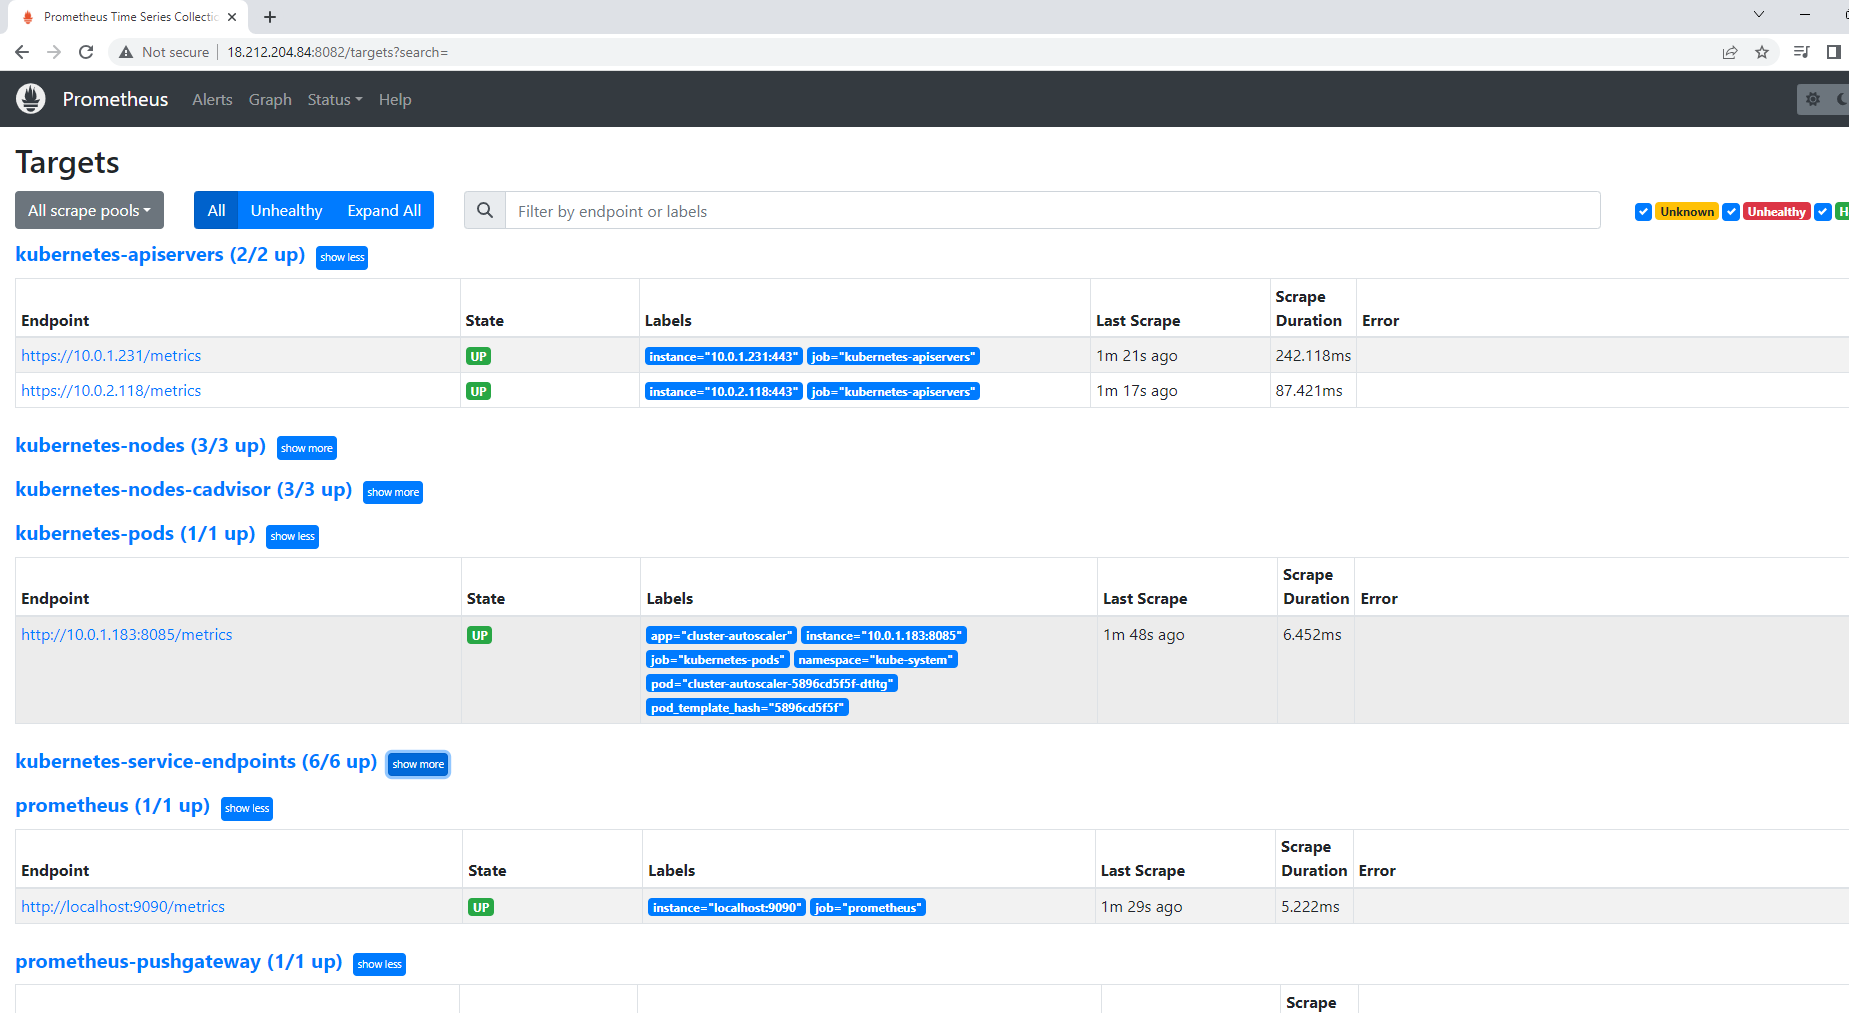 Prometheus Time Series Collectic
Not secure 18.212.204.84:8082/targets?search=
Prometheus Alerts Graph Status Help
Targets
All scrape pools All Unhealthy Expand All Filter by endpoint or labels Unknown Unhealthy H
kubernetes-apiservers (2/2 up) show less
Endpoint State Labels Last Scrape Scrape Duration Error
https://10.0.1.231/metrics UP instance="10.0.1.231:443" job="kubernetes-apiservers" 1m 21s ago 242.118ms
https://10.0.2.118/metrics UP instance="10.0.2.118:443" job="kubernetes-apiservers" 1m 17s ago 87.421ms
kubernetes-nodes (3/3 up) show more
kubernetes-nodes-cadvisor (3/3 up) show more
kubernetes-pods (1/1 up) show less
Endpoint State Labels Last Scrape Scrape Duration Error
http://10.0.1.183:8085/metrics UP app="cluster-autoscaler" instance="10.0.1.183:8085" 1m 48s ago 6.452ms
job="kubernetes-pods" namespace="kube-system"
pod="cluster-autoscaler-5896cd5f5f-dtltg"
pod_template_hash="5896cd5f5f"
kubernetes-service-endpoints (6/6 up) show more
prometheus (1/1 up) show less
Endpoint State Labels Last Scrape Scrape Duration Error
http://localhost:9090/metrics UP instance="localhost:9090" job="prometheus" 1m 29s ago 5.222ms
prometheus-pushgateway (1/1 up) show less
Scrape